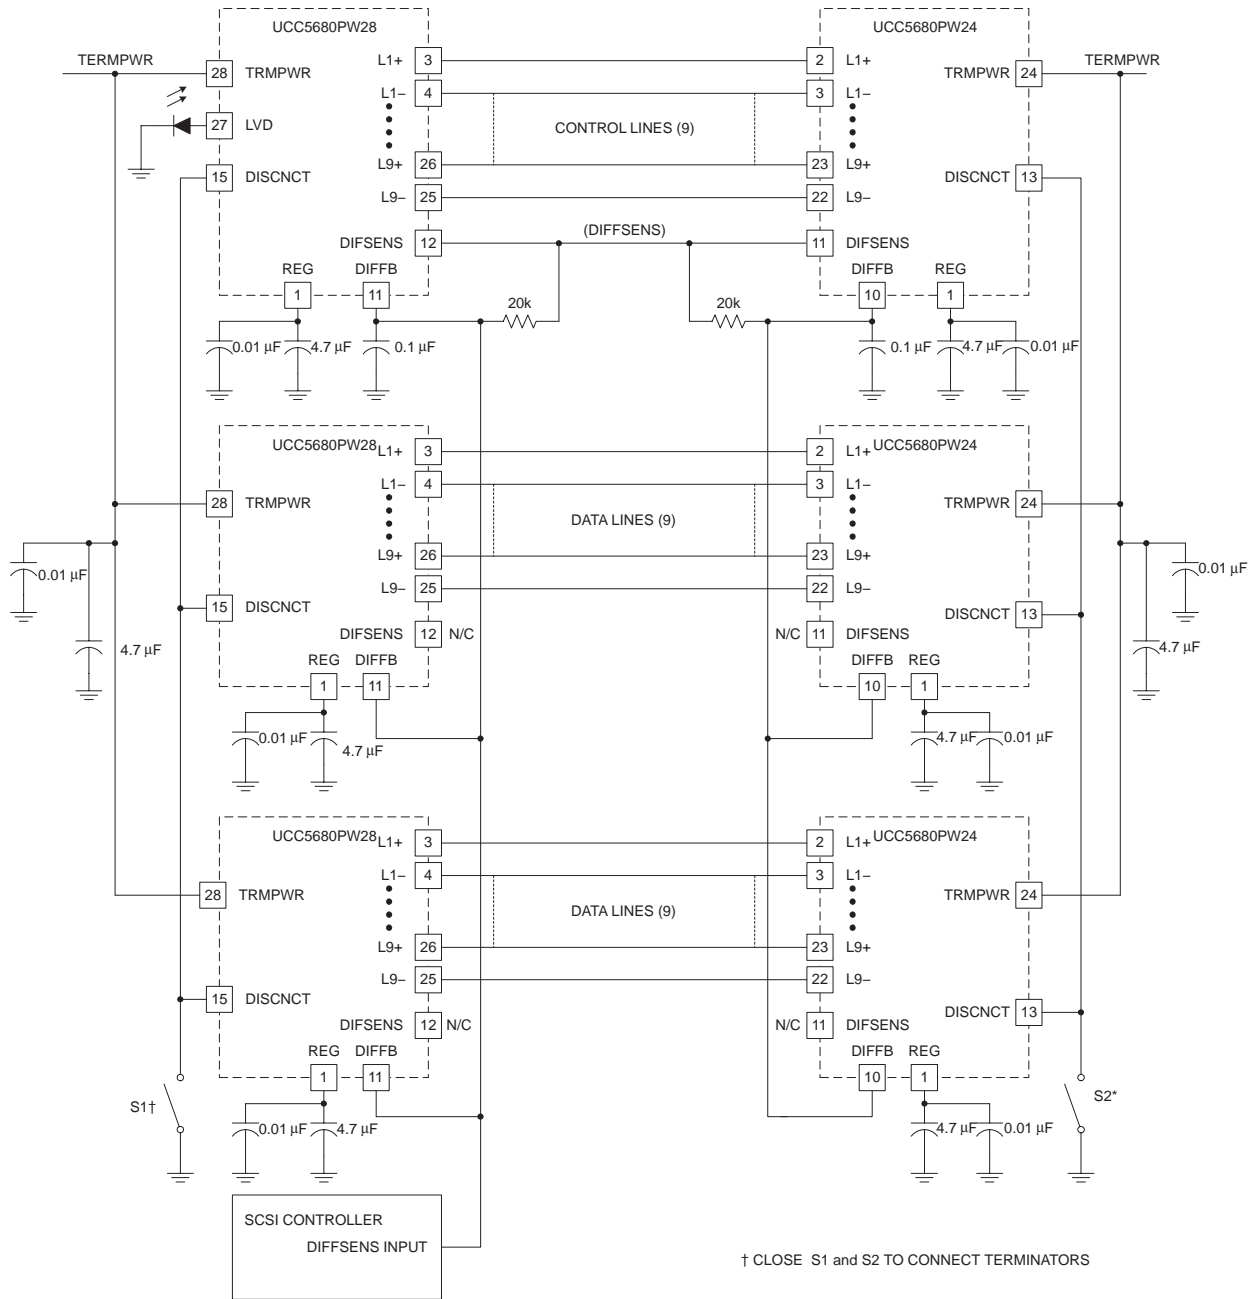 UCC5680PW28 UCC5680PW24
TERMPWR L1+ 3 2 L1+ TERMPWR
28 TRMPWR TRMPWR 24
L1– 4 3 L1–
27 LVD CONTROL LINES (9)
L9+ 26 23 L9+
15 DISCNCT DISCNCT 13
L9– 25 22 L9–
(DIFFSENS)
DIFSENS 12 11 DIFSENS
REG DIFFB DIFFB REG
1 11 10 1
20k 20k
0.01 µF 4.7 µF 0.1 µF 0.1 µF 4.7 µF 0.01 µF
UCC5680PW28 L1+ 3 2 L1+ UCC5680PW24
L1– 4 3 L1–
28 TRMPWR TRMPWR 24
DATA LINES (9)
L9+ 26 23 L9+
0.01 µF 0.01 µF
L9– 25 22 L9–
15 DISCNCT DISCNCT 13
DIFSENS 12 N/C N/C 11 DIFSENS
4.7 µF 4.7 µF
REG DIFFB DIFFB REG
1 11 10 1
0.01 µF 4.7 µF 4.7 µF 0.01 µF
UCC5680PW28 L1+ 3 2 L1+ UCC5680PW24
L1– 4 3 L1–
28 TRMPWR TRMPWR 24
DATA LINES (9)
L9+ 26 23 L9+
L9– 25 22 L9–
15 DISCNCT DISCNCT 13
DIFSENS 12 N/C N/C 11 DIFSENS
REG DIFFB DIFFB REG
1 11 10 1
S1† S2*
0.01 µF 4.7 µF 4.7 µF 0.01 µF
SCSI CONTROLLER
DIFFSENS INPUT
† CLOSE S1 and S2 TO CONNECT TERMINATORS